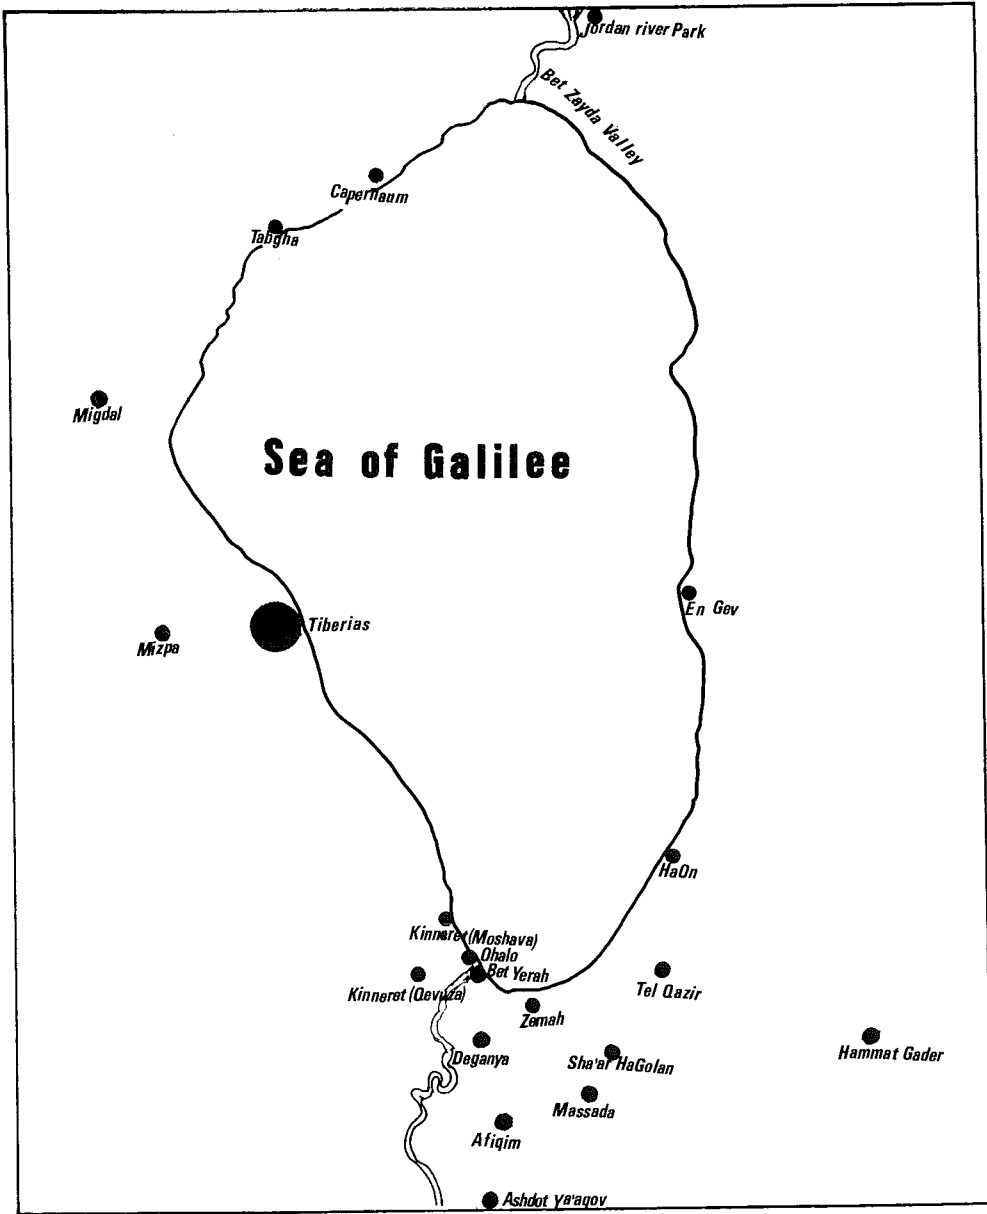 Jordan river Park
Bet Zayda Valley
Capernaum
Tabgha
Migdal
Sea of Galilee
En Gev
Tiberias
Mizpa
HaOn
Kinneret (Moshava)
Ohalo
Bet Yerah
Kinneret (Qevuza)
Tel Qazir
Zemah
Hammat Gader
Deganya
Sha'ar HaGolan
Massada
Afiqim
Ashdot Ya'aqov